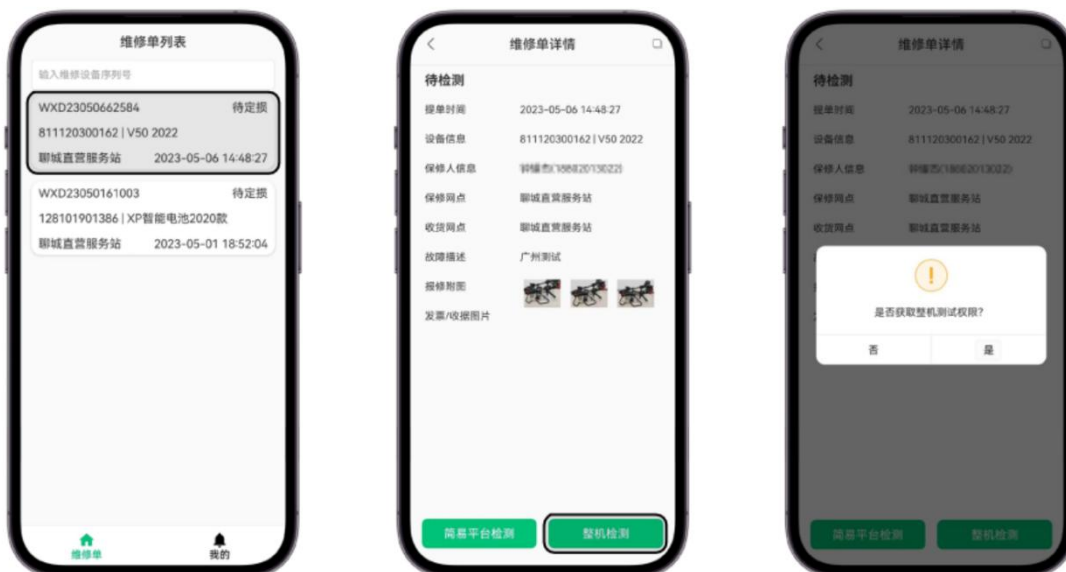 维修单列表
输入维修设备序列号
WXD23050662584 待定损
811120300162 | V50 2022
聊城直营服务站 2023-05-06 14:48:27
WXD23050161003 待定损
128101901386 | XP智能电池2020款
聊城直营服务站 2023-05-01 18:52:04
维修单 我的
维修单详情
待检测
提单时间 2023-05-06 14:48:27
设备信息 811120300162 | V50 2022
保修人信息
保修网点 聊城直营服务站
收货网点 聊城直营服务站
故障描述 广州测试
报修附图
发票/收据图片
简易平台检测 整机检测
维修单详情
待检测
提单时间 2023-05-06 14:48:27
设备信息 811120300162 | V50 2022
保修人信息
保修网点 聊城直营服务站
收货网点 聊城直营服务站
是否获取整机测试权限?
否 是
简易平台检测 整机检测